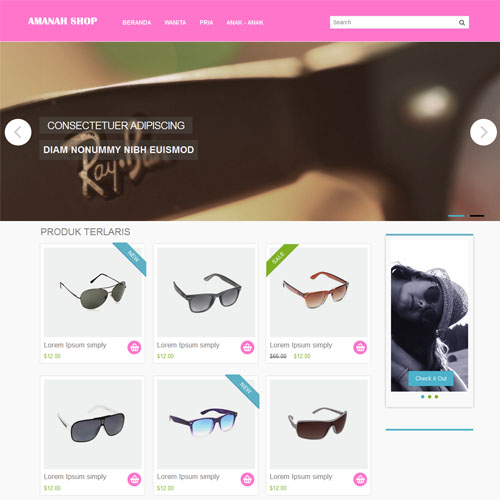 AMANAH SHOP
BERANDA WANITA PRIA ANAK - ANAK
Search
CONSECTETUER ADIPISCING
DIAM NONUMMY NIBH EUISMOD
Ray-Ban
PRODUK TERLARIS
NEW
SALE
Lorem Ipsum simply
$12.00
Lorem Ipsum simply
$12.00
Lorem Ipsum simply
$66.00 $12.00
Check it Out
NEW
Lorem Ipsum simply
$12.00
Lorem Ipsum simply
$12.00
Lorem Ipsum simply
$12.00